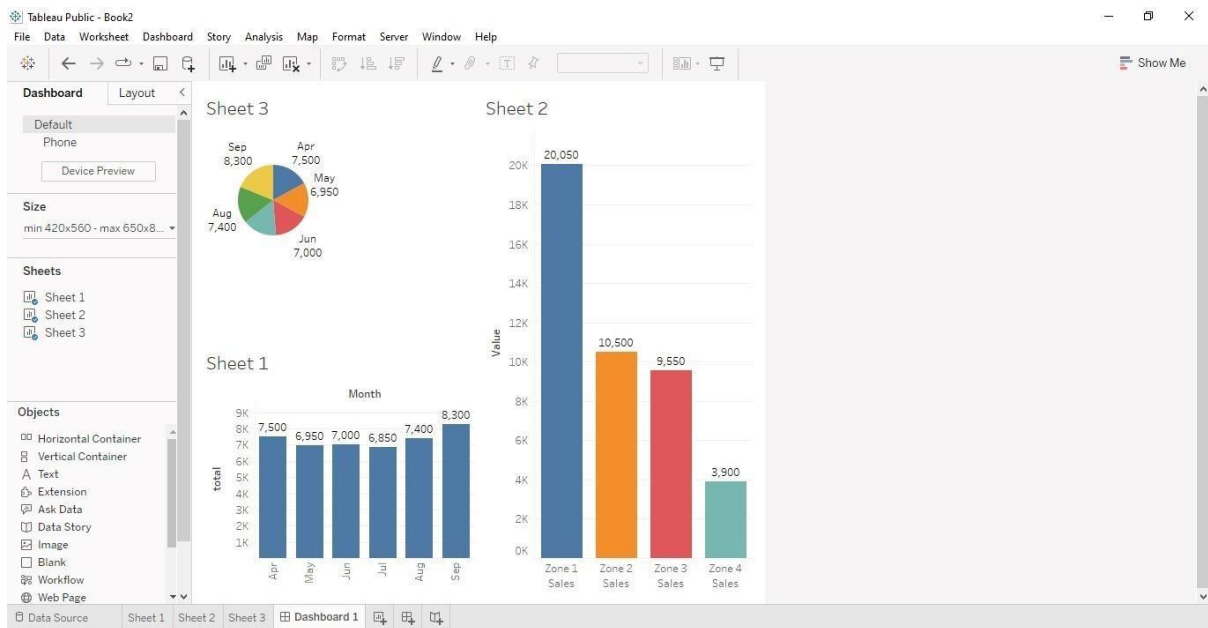 Tableau Public - Book2
File Data Worksheet Dashboard Story Analysis Map Format Server Window Help
Show Me
Dashboard Layout
Default
Phone
Device Preview
Size
min 420x560 - max 650x8...
Sheets
Sheet 1
Sheet 2
Sheet 3
Objects
Horizontal Container
Vertical Container
Text
Extension
Ask Data
Data Story
Image
Blank
Workflow
Web Page
Sheet 3
Sep
8,300
Apr
7,500
May
6,950
Aug
7,400
Jun
7,000
Sheet 1
Month
total
9K
8K
7K
6K
5K
4K
3K
2K
1K
7,500 6,950 7,000 6,850 7,400 8,300
Apr May Jun Jul Aug Sep
Sheet 2
Value
20K
18K
16K
14K
12K
10K
8K
6K
4K
2K
0K
20,050
10,500
9,550
3,900
Zone 1 Zone 2 Zone 3 Zone 4
Sales Sales Sales Sales
Data Source Sheet 1 Sheet 2 Sheet 3 Dashboard 1